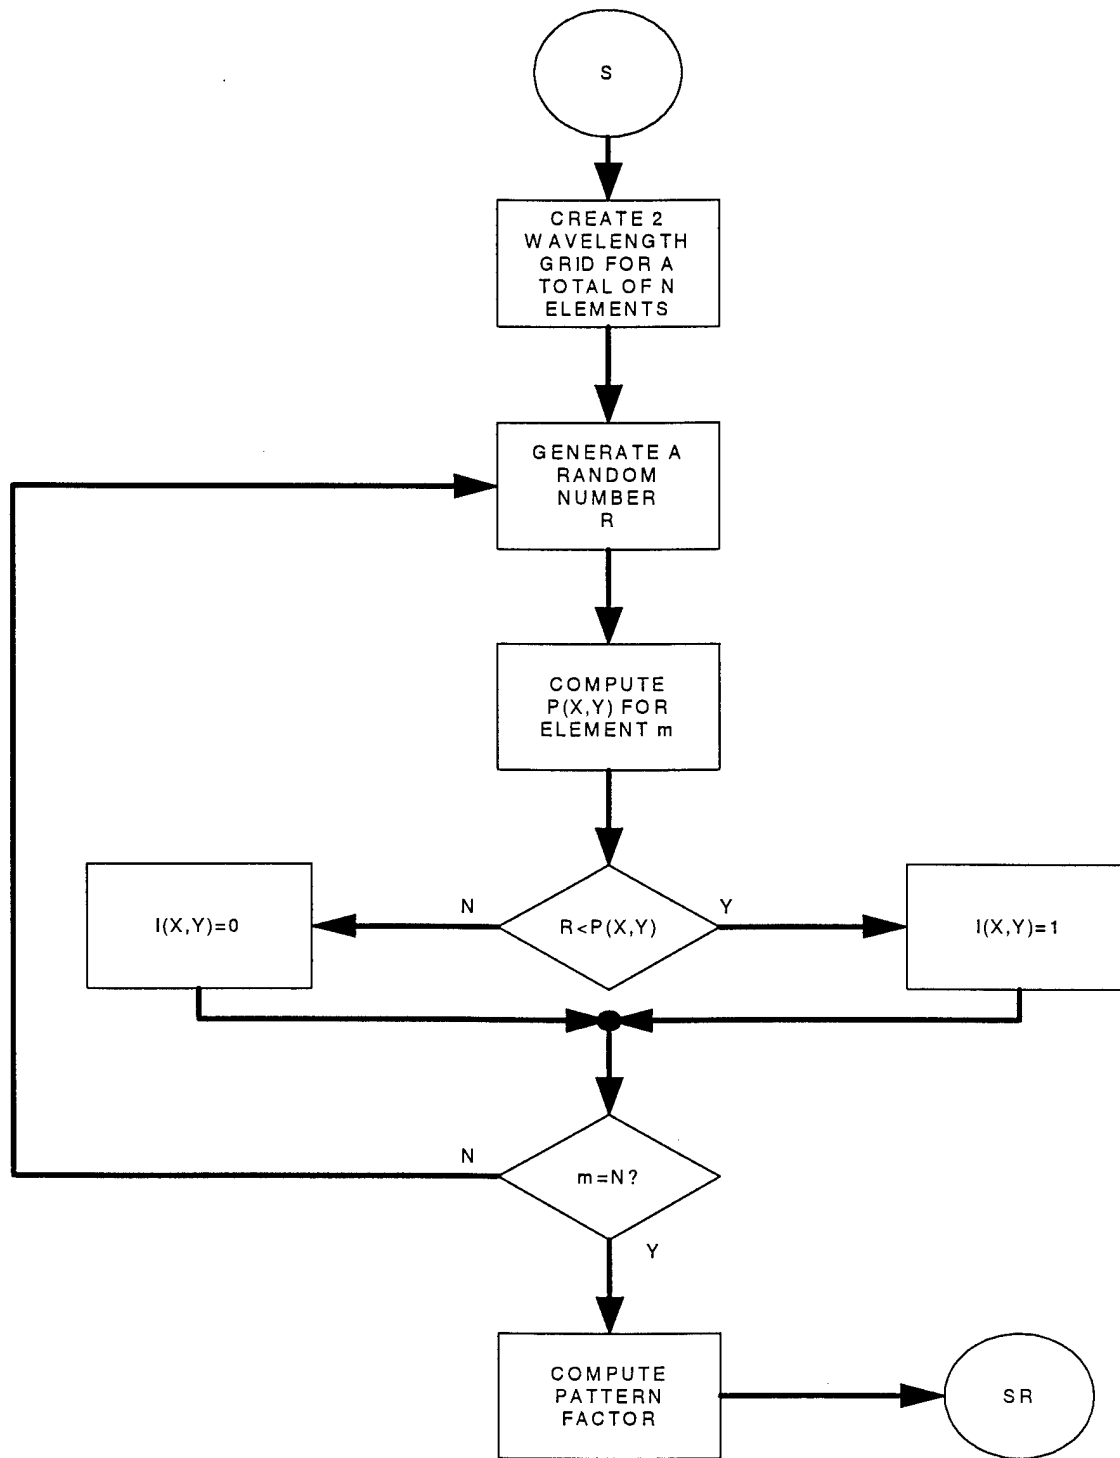 S
CREATE 2
WAVELENGTH
GRID FOR A
TOTAL OF N
ELEMENTS
GENERATE A
RANDOM
NUMBER
R
COMPUTE
P(X,Y) FOR
ELEMENT m
N
Y
I(X,Y)=0
R<P(X,Y)
I(X,Y)=1
N
m=N?
Y
COMPUTE
PATTERN
FACTOR
SR